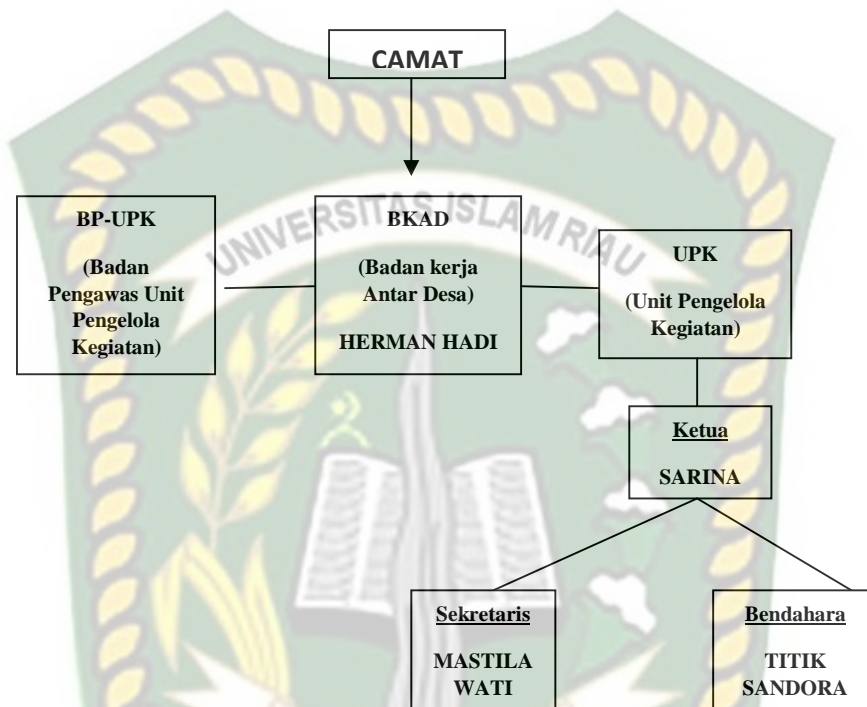 CAMAT
BP-UPK
(Badan
Pengawas Unit
Pengelola
Kegiatan)
BKAD
(Badan kerja
Antar Desa)
HERMAN HADI
UPK
(Unit Pengelola
Kegiatan)
UNIVERSITAS ISLAM RIAU
Ketua
SARINA
Sekretaris
MASTILA
WATI
Bendahara
TITIK
SANDORA